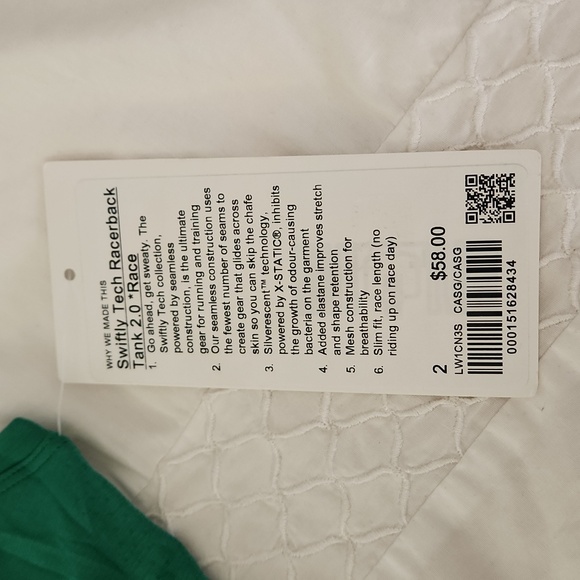 WHY WE MADE THIS
Swiftly Tech Racerback
Tank 2.0 *Race
1. Go ahead, get sweaty. The
Swiftly Tech collection,
powered by seamless
construction, is the ultimate
gear for running and training
2. Our seamless construction uses
the fewest number of seams to
create gear that glides across
skin so you can skip the chafe
3. Silverescent™ technology,
powered by X-STATIC®, inhibits
the growth of odour-causing
bacteria on the garment
4. Added elastane improves stretch
and shape retention
5. Mesh construction for
breathability
6. Slim fit, race length (no
riding up on race day)
2 $58.00
LW1CN3S CASG/CASG
000151628434